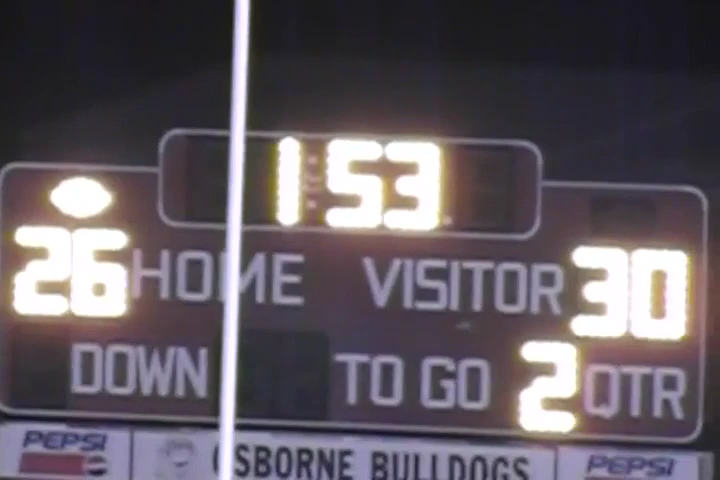 1 53
26 HOME VISITOR 30
DOWN TO GO 2 QTR
PEPSI OSBORNE BULLDOGS PEPSI